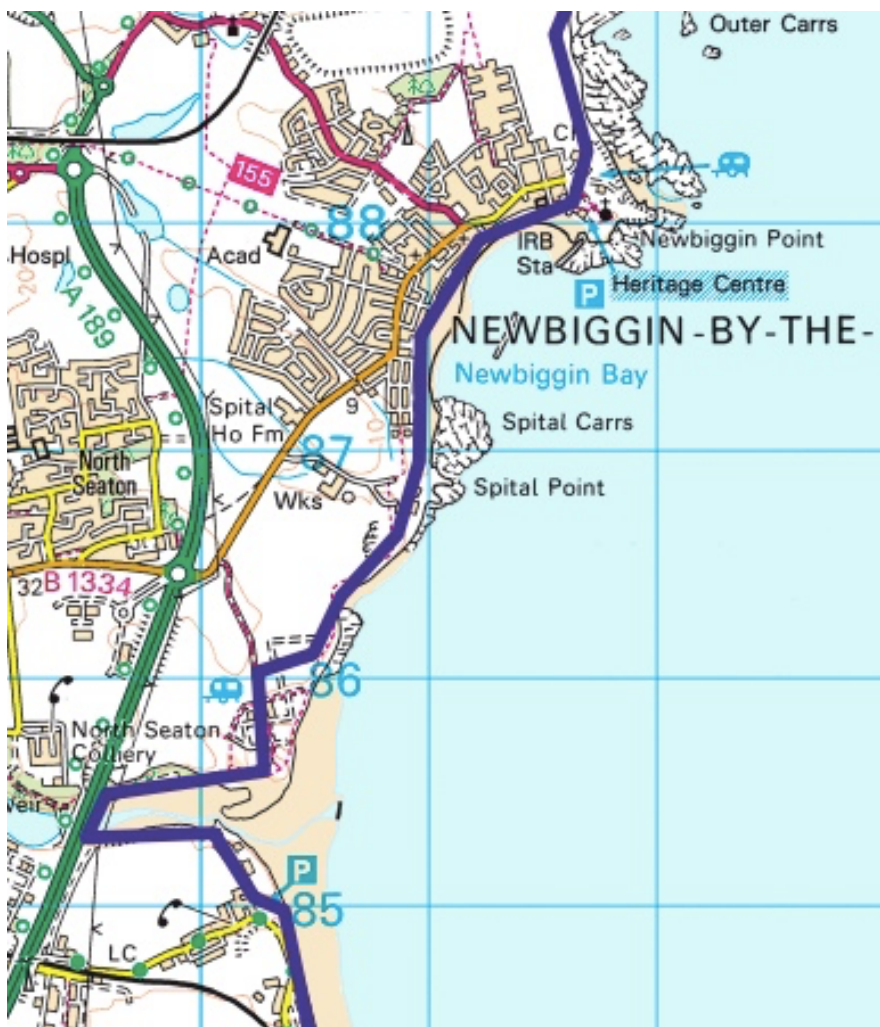 Outer Carrs
155
88
IRB
Sta
Newbiggin Point
Hospl
Acad
P
Heritage Centre
20
A 189
NEWBIGGIN-BY-THE-
Newbiggin Bay
Spital
Ho Fm
9
10
87
Spital Carrs
North
Seaton
Wks
Spital Point
32
B 1334
86
North Seaton
Colliery
Weir
P
85
LC